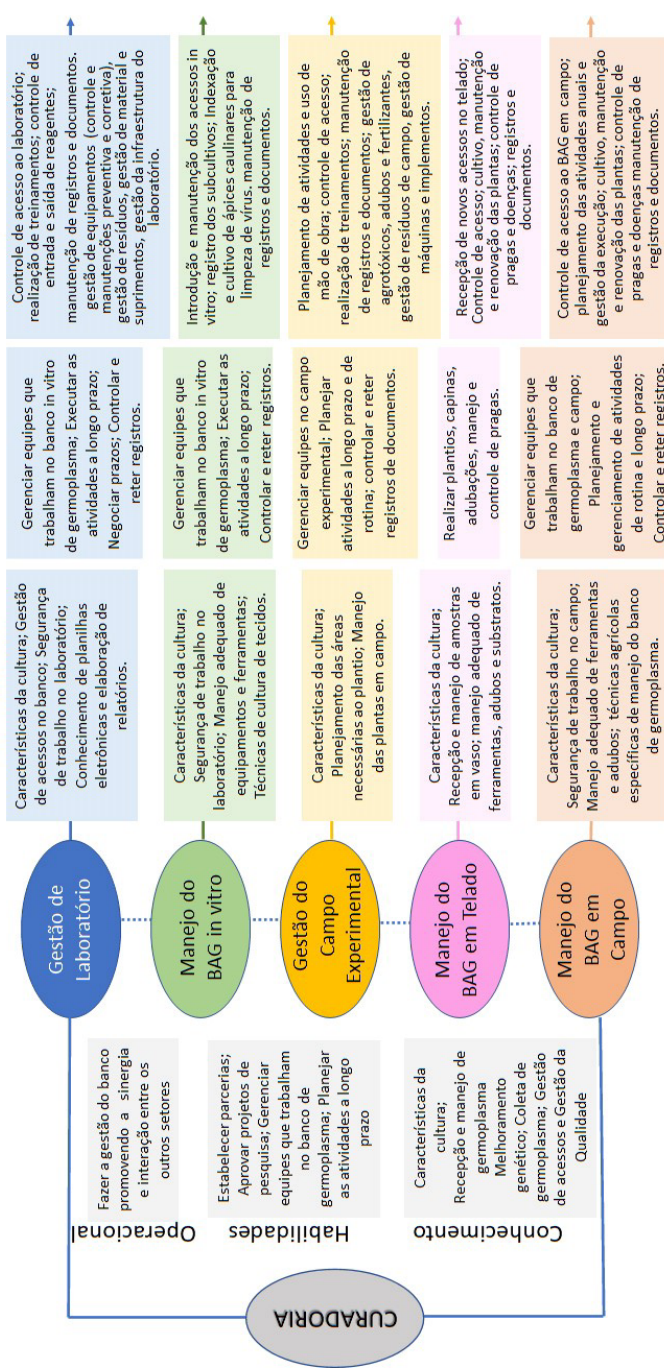 CURADORIA
Operacional
Fazer a gestão do banco
promovendo a sinergia
e interação entre os
outros setores
Habilidades
Estabelecer parcerias;
Aprovar projetos de
pesquisa; Gerenciar
equipes que trabalham
no banco de
germoplasma; Planejar
as atividades a longo
prazo
Conhecimento
Características da
cultura;
Recepção e manejo de
germoplasma
Melhoramento
genético; Coleta de
germoplasma; Gestão
de acessos e Gestão da
Qualidade
Gestão de
Laboratório
Características da cultura; Gestão
de acessos no banco; Segurança
de trabalho no laboratório;
Conhecimento de planilhas
eletrônicas e elaboração de
relatórios.
Gerenciar equipes que
trabalham no banco in vitro
de germoplasma; Executar as
atividades a longo prazo;
Negociar prazos; Controlar e
reter registros.
Controle de acesso ao laboratório;
realização de treinamentos; controle de
entrada e saída de reagentes;
manutenção de registros e documentos.
gestão de equipamentos (controle e
manutenções preventiva e corretiva),
gestão de resíduos, gestão de material e
suprimentos, gestão da infraestrutura do
laboratório.
Manejo do
BAG in vitro
Características da cultura;
Segurança de trabalho no
laboratório; Manejo adequado de
equipamentos e ferramentas;
Técnicas de cultura de tecidos.
Gerenciar equipes que
trabalham no banco in vitro
de germoplasma; Executar as
atividades a longo prazo;
Controlar e reter registros.
Introdução e manutenção dos acessos in
vitro; registro dos subcultivos; Indexação
e cultivo de ápices caulinares para
limpeza de vírus. manutenção de
registros e documentos.
Gestão do
Campo
Experimental
Características da cultura;
Planejamento das áreas
necessárias ao plantio; Manejo
das plantas em campo.
Gerenciar equipes no campo
experimental; Planejar
atividades a longo prazo e de
rotina; controlar e reter
registros de documentos.
Planejamento de atividades e uso de
mão de obra; controle de acesso;
realização de treinamentos; manutenção
de registros e documentos; gestão de
agrotóxicos, adubos e fertilizantes,
gestão de resíduos de campo, gestão de
máquinas e implementos.
Manejo do
BAG em Telado
Características da cultura;
Recepção e manejo de amostras
em vaso; manejo adequado de
ferramentas, adubos e substratos.
Realizar plantios, capinas,
adubações, manejo e
controle de pragas.
Recepção de novos acessos no telado;
Controle de acesso; cultivo, manutenção
e renovação das plantas; controle de
pragas e doenças; registros e
documentos.
Manejo do
BAG em
Campo
Características da cultura;
Segurança de trabalho no campo;
Manejo adequado de ferramentas
e adubos; técnicas agrícolas
específicas de manejo do banco
de germoplasma.
Gerenciar equipes que
trabalham no banco de
germoplasma e campo;
Planejamento e
gerenciamento de atividades
de rotina e longo prazo;
Controlar e reter registros.
Controle de acesso ao BAG em campo;
planejamento das atividades anuais e
gestão da execução; cultivo, manutenção
e renovação das plantas; controle de
pragas e doenças manutenção de
registros e documentos.